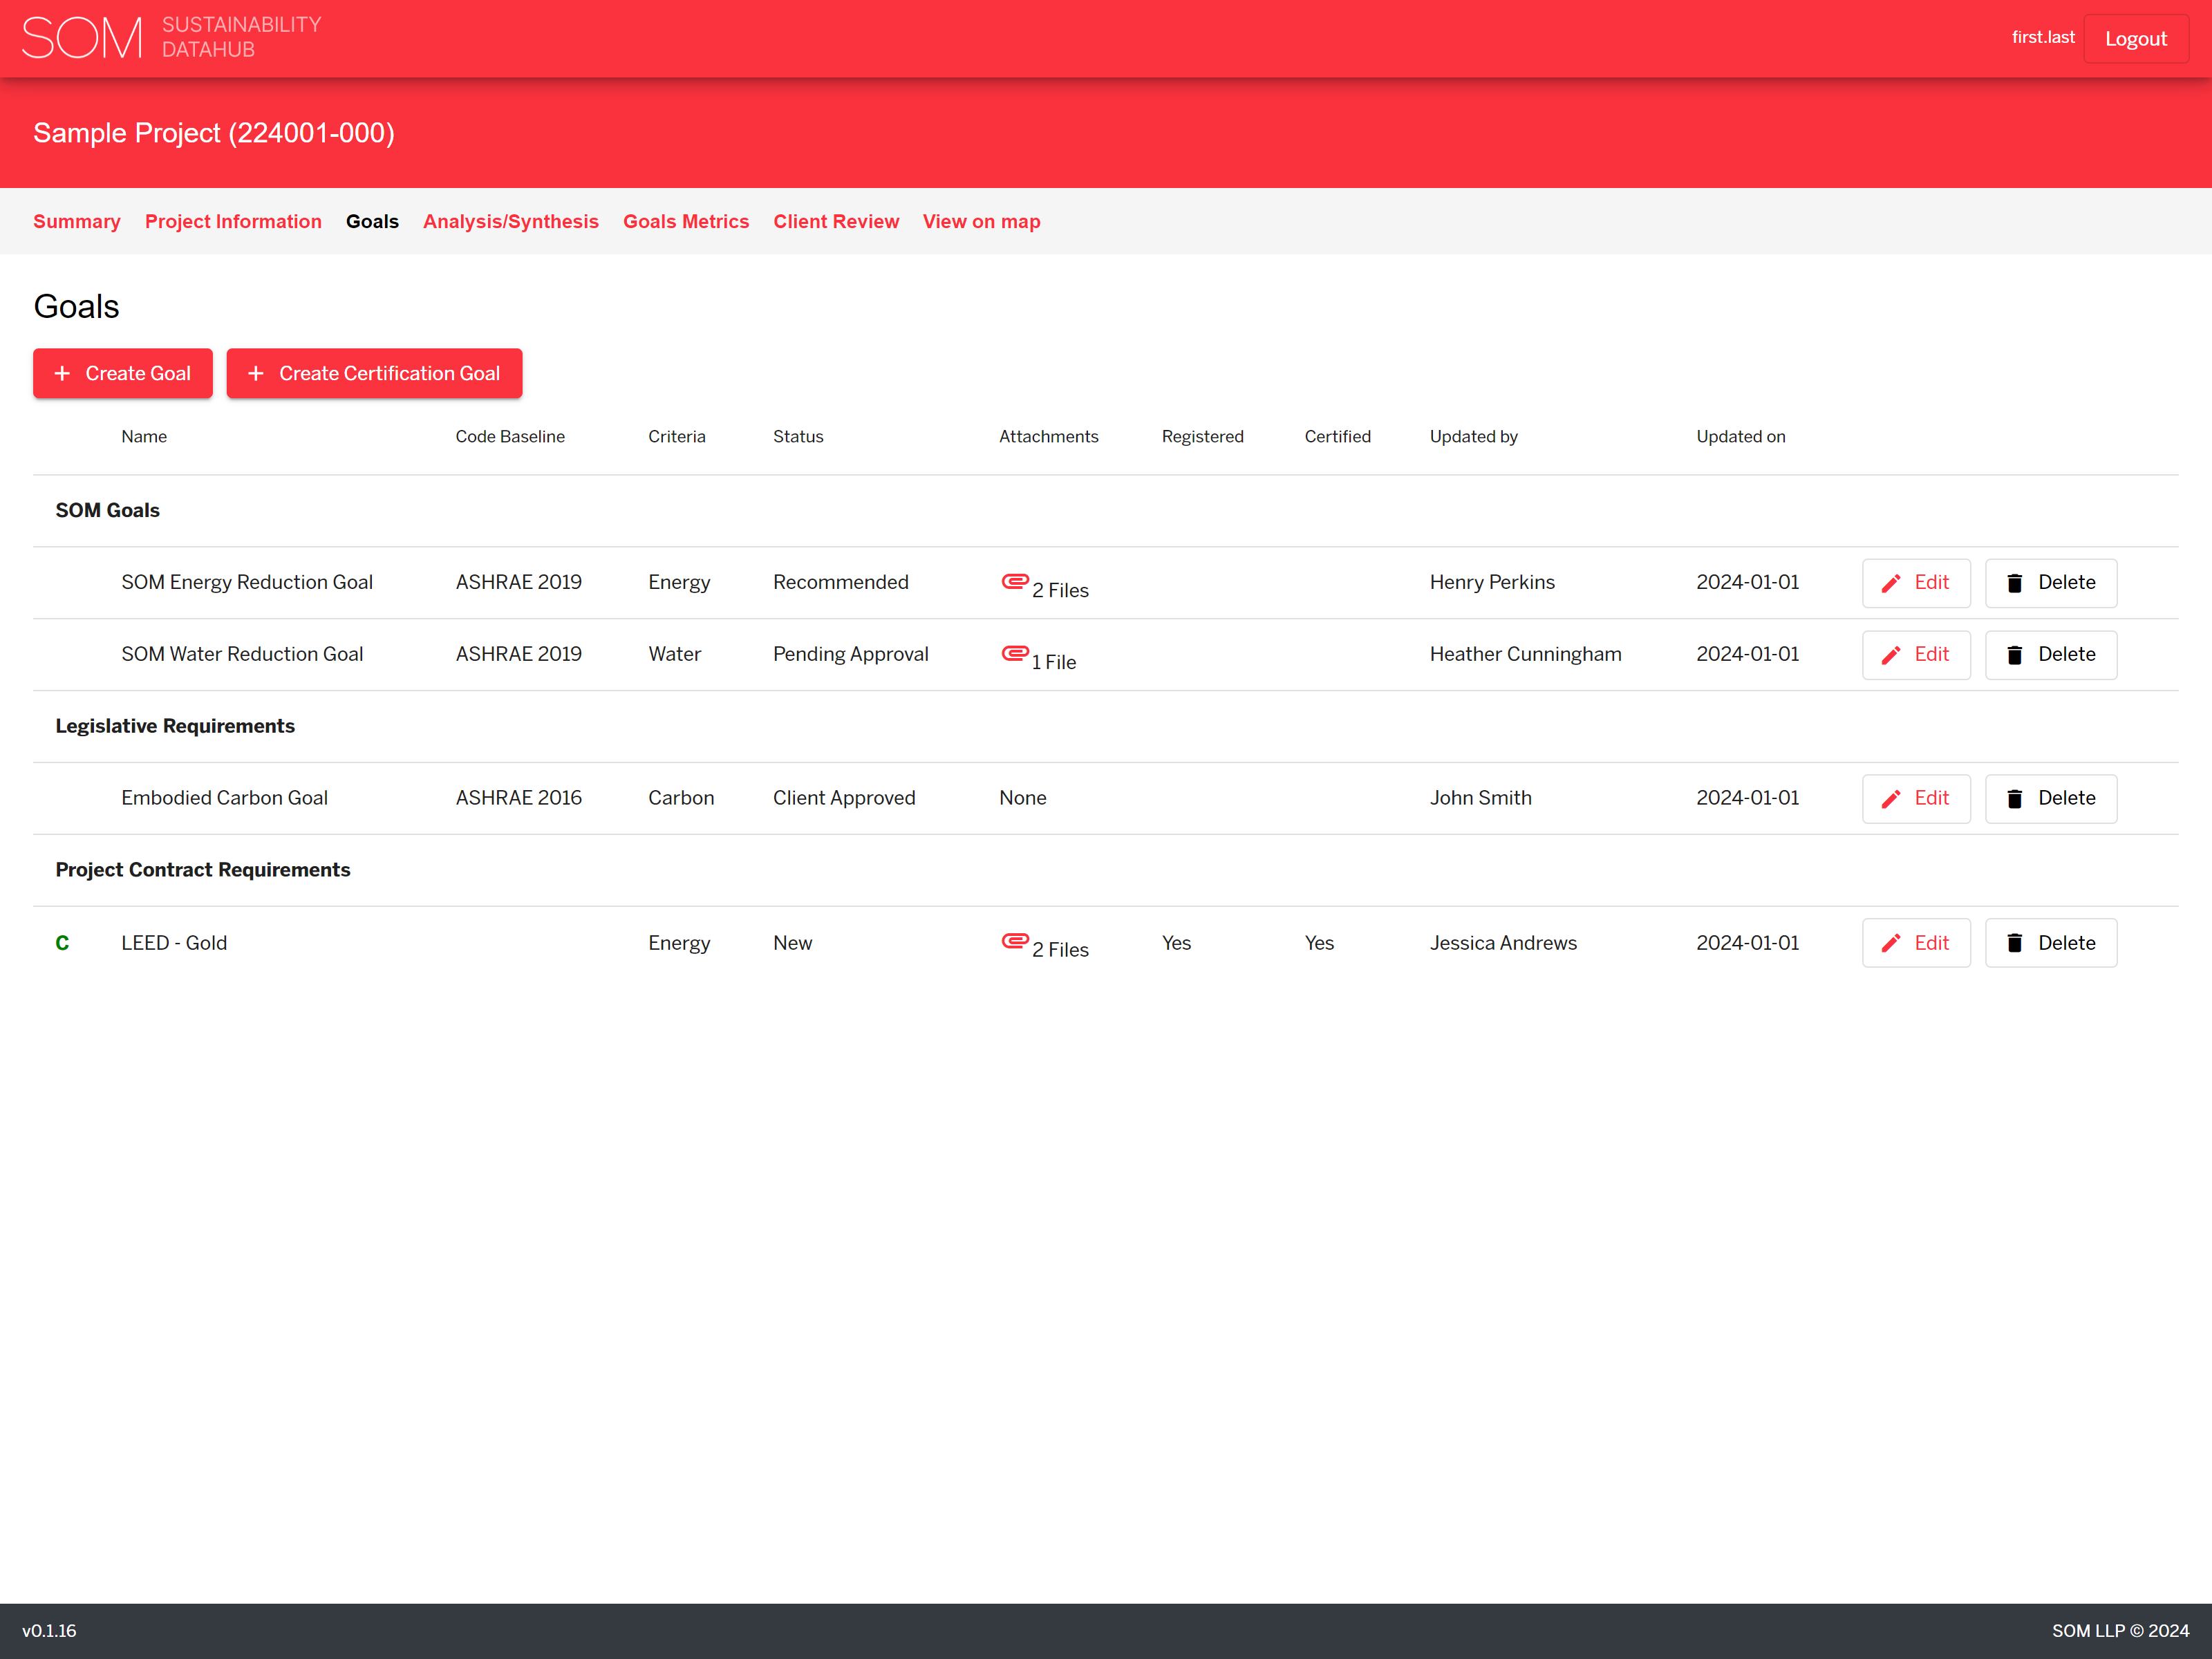 SOM SUSTAINABILITY
DATAHUB
first.last Logout
Sample Project (224001-000)
Summary Project Information Goals Analysis/Synthesis Goals Metrics Client Review View on map
Goals
+ Create Goal + Create Certification Goal
Name Code Baseline Criteria Status Attachments Registered Certified Updated by Updated on
SOM Goals
SOM Energy Reduction Goal ASHRAE 2019 Energy Recommended 2 Files Henry Perkins 2024-01-01 Edit Delete
SOM Water Reduction Goal ASHRAE 2019 Water Pending Approval 1 File Heather Cunningham 2024-01-01 Edit Delete
Legislative Requirements
Embodied Carbon Goal ASHRAE 2016 Carbon Client Approved None John Smith 2024-01-01 Edit Delete
Project Contract Requirements
C LEED - Gold Energy New 2 Files Yes Yes Jessica Andrews 2024-01-01 Edit Delete
v0.1.16 SOM LLP © 2024